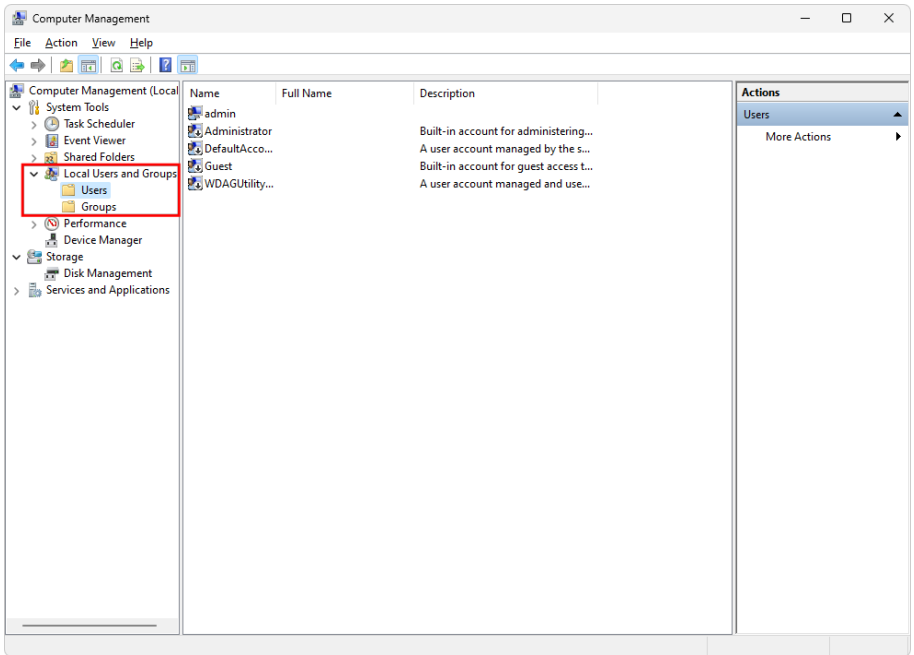 Computer Management
File Action View Help
Computer Management (Local
System Tools
Task Scheduler
Event Viewer
Shared Folders
Local Users and Groups
Users
Groups
Performance
Device Manager
Storage
Disk Management
Services and Applications
Name Full Name Description
admin
Administrator Built-in account for administering...
DefaultAcco... A user account managed by the s...
Guest Built-in account for guest access t...
WDAGUtility... A user account managed and use...
Actions
Users
More Actions